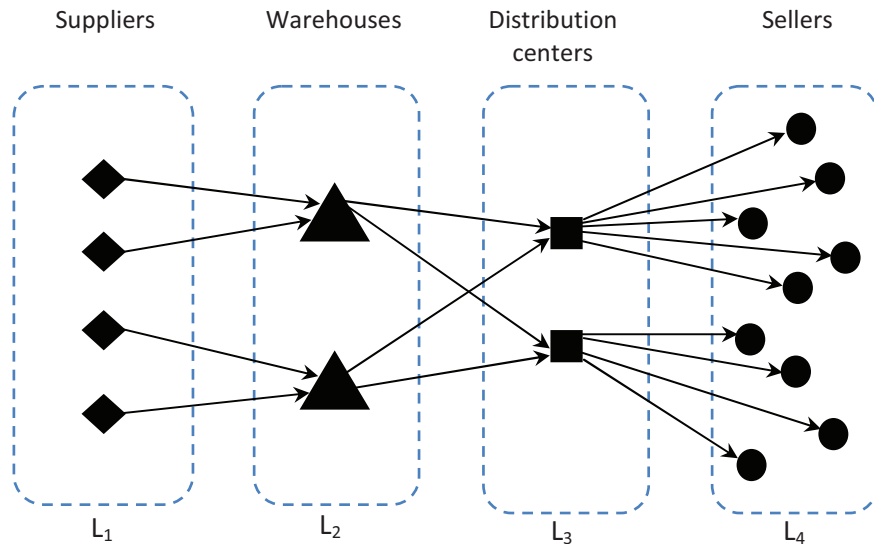 Suppliers
Warehouses
Distribution
centers
Sellers
L₁
L₂
L₃
L₄